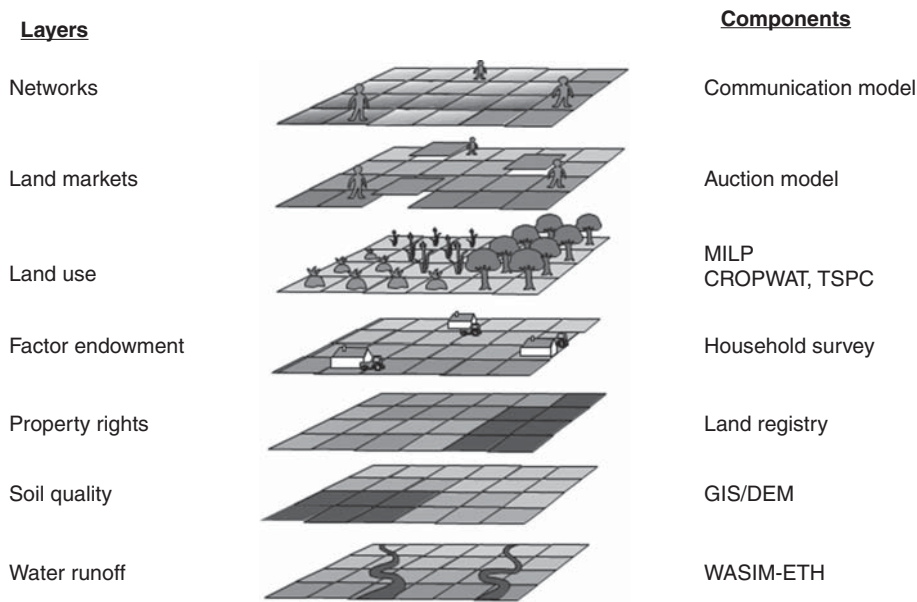 Layers Components
Networks Communication model
Land markets Auction model
Land use MILP
CROPWAT, TSPC
Factor endowment Household survey
Property rights Land registry
Soil quality GIS/DEM
Water runoff WASIM-ETH